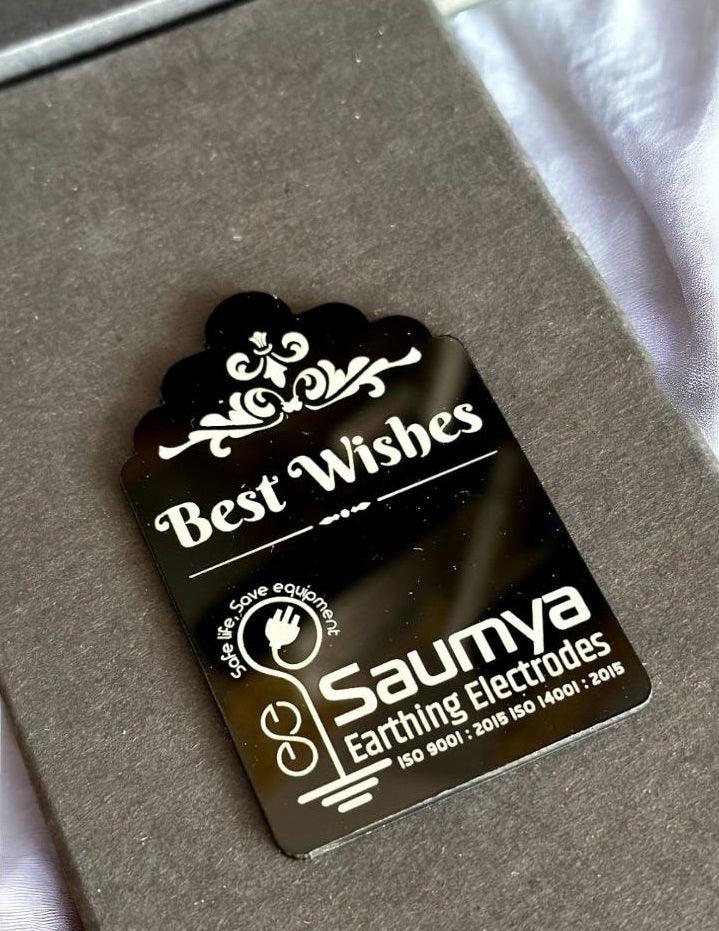 Best Wishes
Safe life, Save equipment
Saumya
Earthing Electrodes
ISO 9001 : 2015 ISO 14001 : 2015